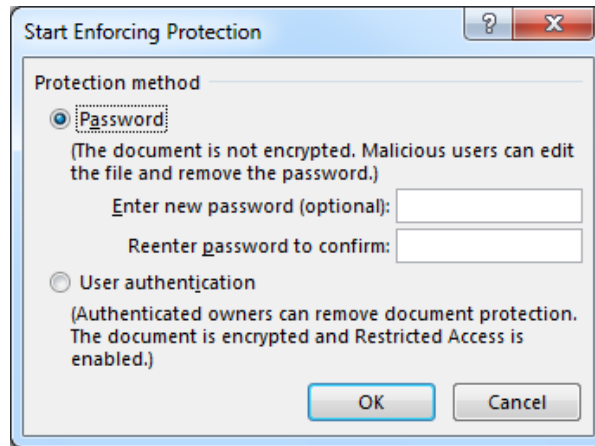 Start Enforcing Protection
Protection method
Password
(The document is not encrypted. Malicious users can edit
the file and remove the password.)
Enter new password (optional):
Reenter password to confirm:
User authentication
(Authenticated owners can remove document protection.
The document is encrypted and Restricted Access is
enabled.)
OK Cancel